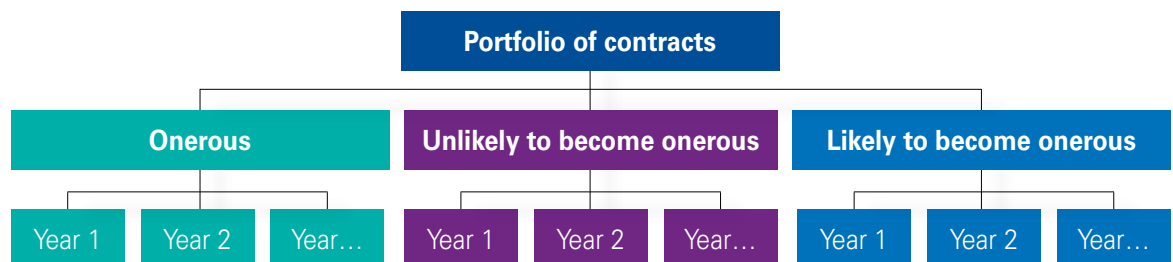 Portfolio of contracts
Onerous
Unlikely to become onerous
Likely to become onerous
Year 1
Year 2
Year…
Year 1
Year 2
Year…
Year 1
Year 2
Year…